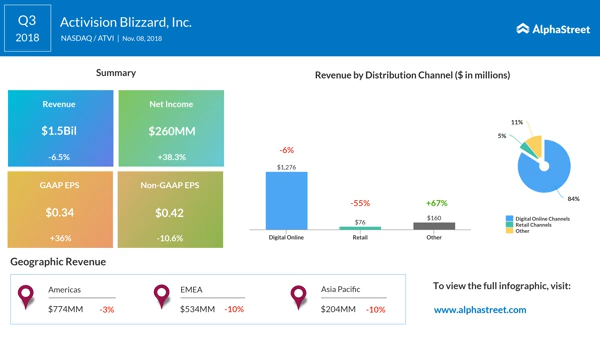 Q3
2018
Activision Blizzard, Inc.
NASDAQ / ATVI | Nov. 08, 2018
AlphaStreet
Summary
Revenue
$1.5Bil
-6.5%
Net Income
$260MM
+38.3%
GAAP EPS
$0.34
+36%
Non-GAAP EPS
$0.42
-10.6%
Revenue by Distribution Channel ($ in millions)
-6%
$1,276
Digital Online
-55%
$76
Retail
+67%
$160
Other
11%
5%
84%
Digital Online Channels
Retail Channels
Other
Geographic Revenue
Americas
$774MM -3%
EMEA
$534MM -10%
Asia Pacific
$204MM -10%
To view the full infographic, visit:
www.alphastreet.com